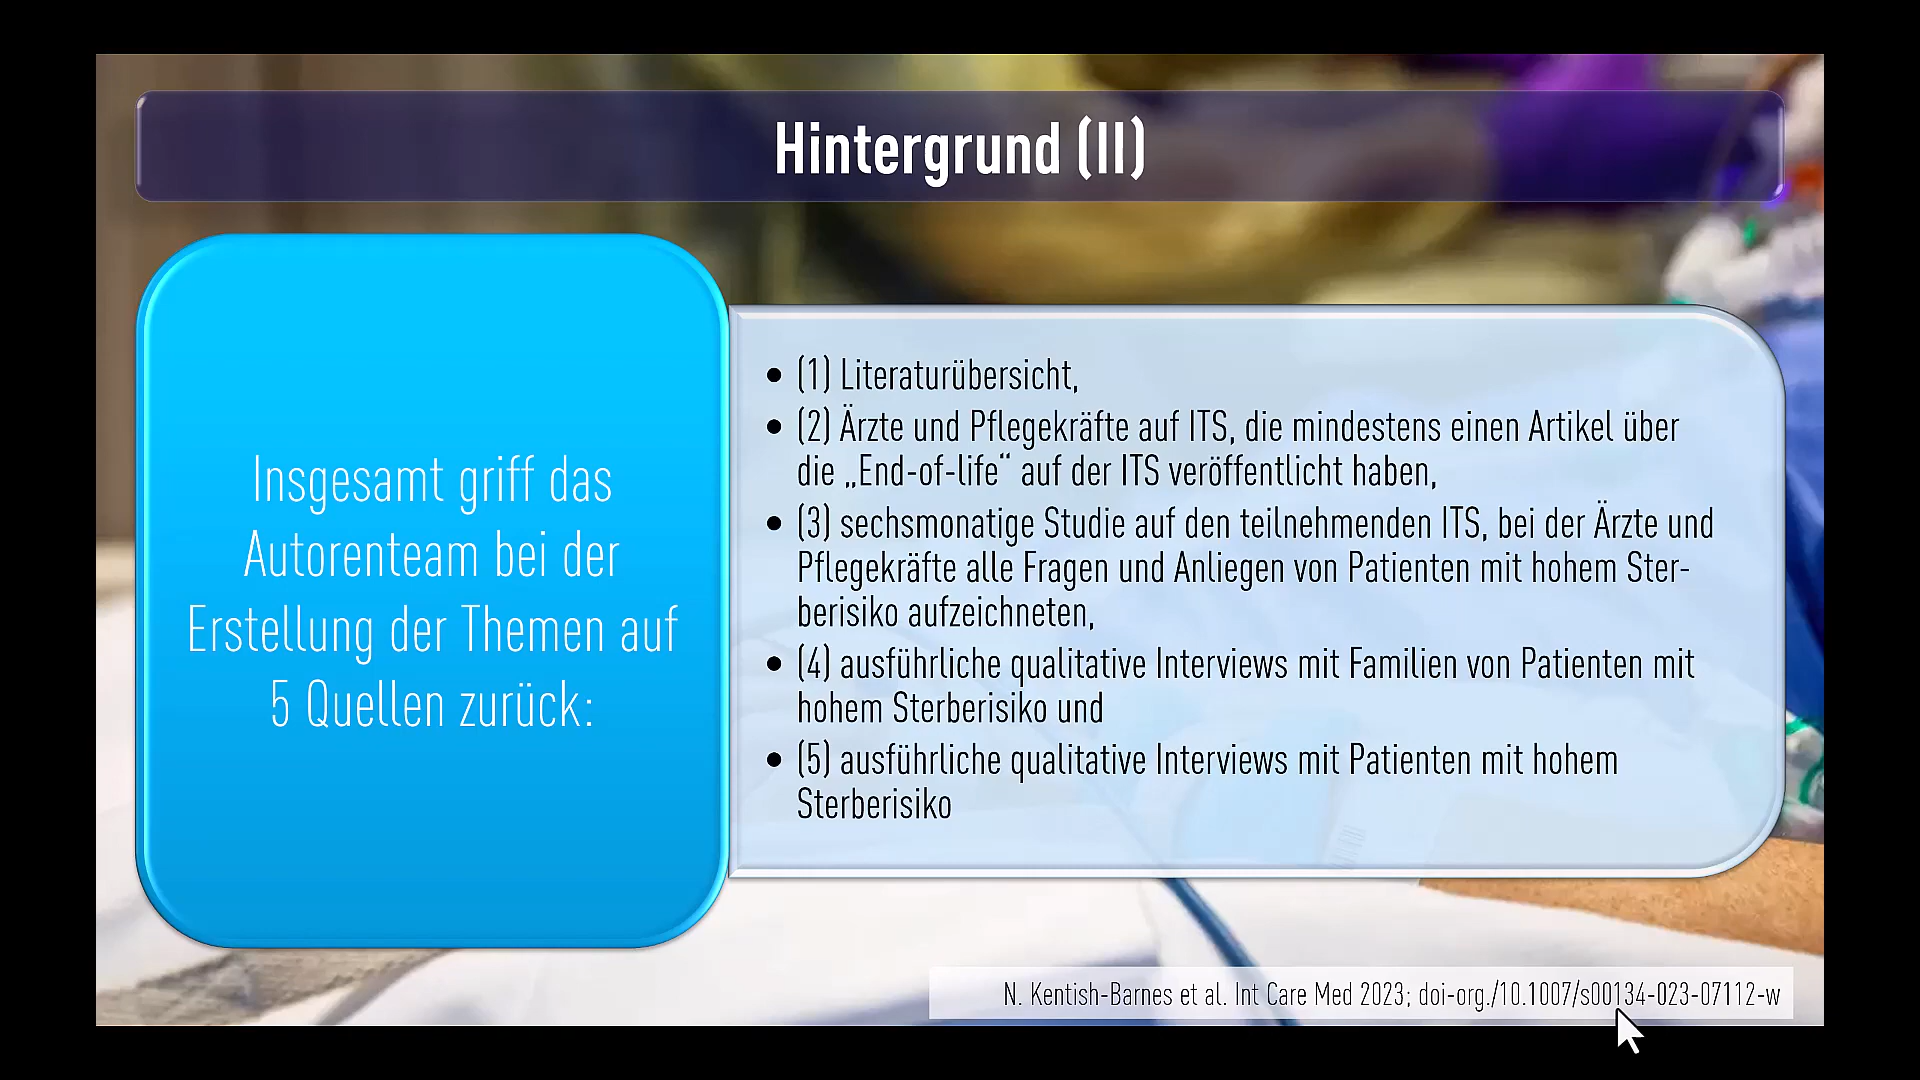 Hintergrund (II)
Insgesamt griff das
Autorenteam bei der
Erstellung der Themen auf
5 Quellen zurück:
• (1) Literaturübersicht,
• (2) Ärzte und Pflegekräfte auf ITS, die mindestens einen Artikel über
die „End-of-life“ auf der ITS veröffentlicht haben,
• (3) sechsmonatige Studie auf den teilnehmenden ITS, bei der Ärzte und
Pflegekräfte alle Fragen und Anliegen von Patienten mit hohem Ster-
berisiko aufzeichneten,
• (4) ausführliche qualitative Interviews mit Familien von Patienten mit
hohem Sterberisiko und
• (5) ausführliche qualitative Interviews mit Patienten mit hohem
Sterberisiko
N. Kentish-Barnes et al. Int Care Med 2023; doi-org./10.1007/s00134-023-07112-w